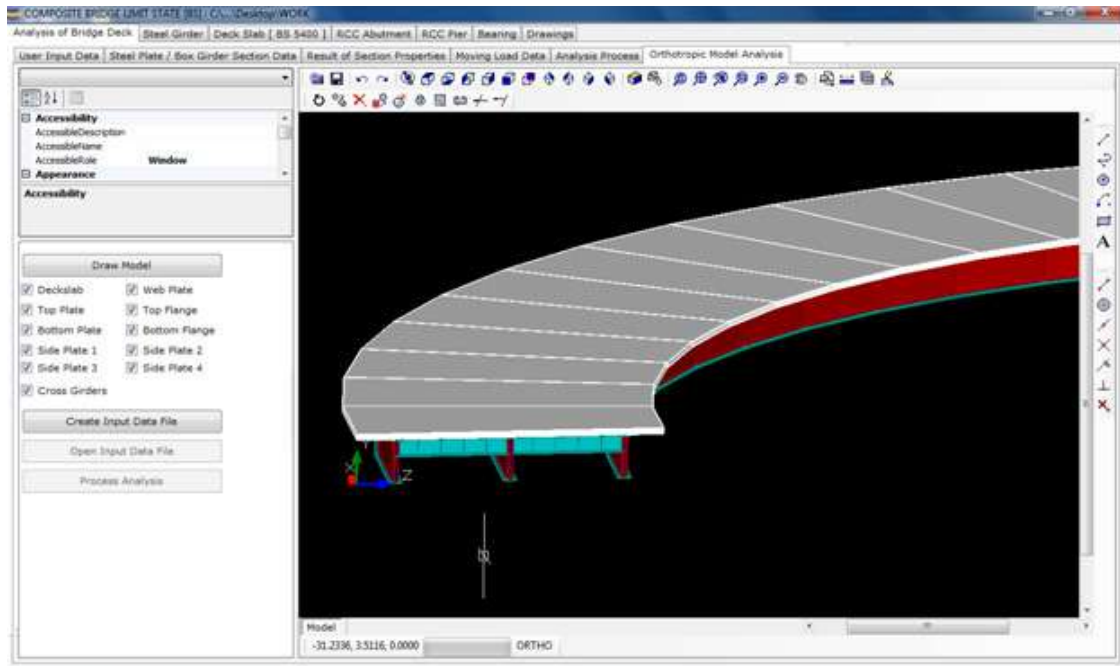 COMPOSITE BRIDGE LIMIT STATE [BS] : C:\...\Desktop\WORK
Analysis of Bridge Deck Steel Girder Deck Slab [ BS 5400 ] RCC Abutment RCC Pier Bearing Drawings
User Input Data Steel Plate / Box Girder Section Data Result of Section Properties Moving Load Data Analysis Process Orthotropic Model Analysis
Accessibility
AccessibleDescription
AccessibleName
AccessibleRole Window
Appearance
Accessibility
Draw Model
Deckslab Web Plate
Top Plate Top Flange
Bottom Plate Bottom Flange
Side Plate 1 Side Plate 2
Side Plate 3 Side Plate 4
Cross Girders
Create Input Data File
Open Input Data File
Process Analysis
A
Y
X Z
Model
-31.2336, 3.5116, 0.0000 ORTHO